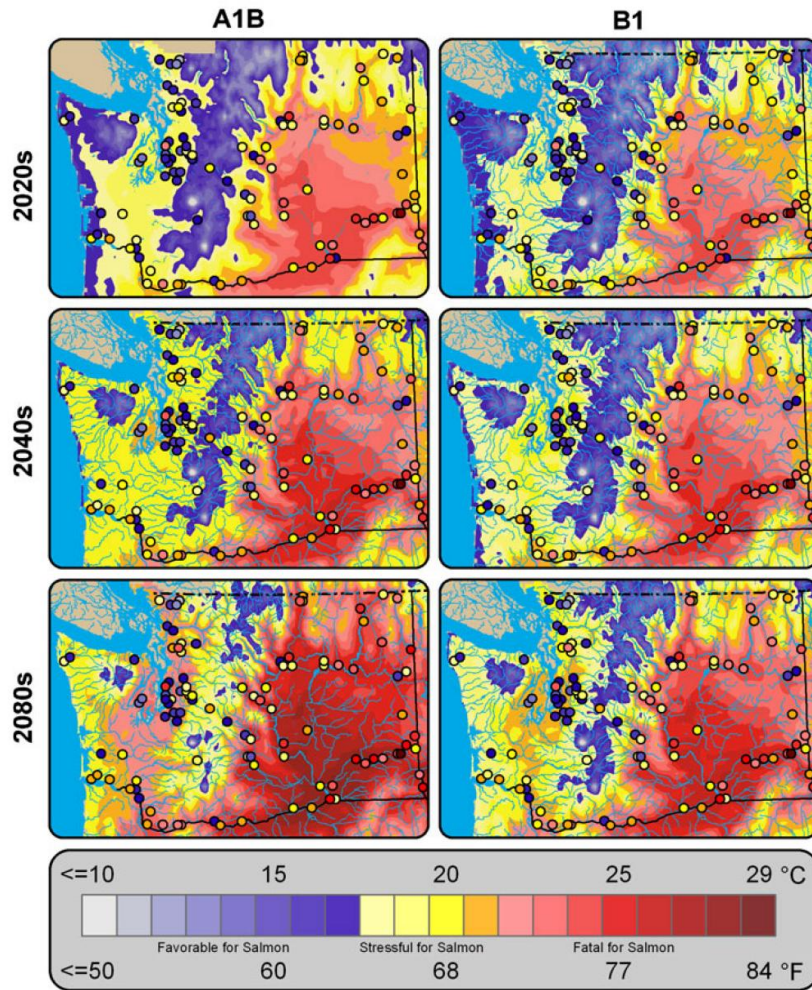 A1B B1
2020s
2040s
2080s
<=10 15 20 25 29 °C
Favorable for Salmon Stressful for Salmon Fatal for Salmon
<=50 60 68 77 84 °F